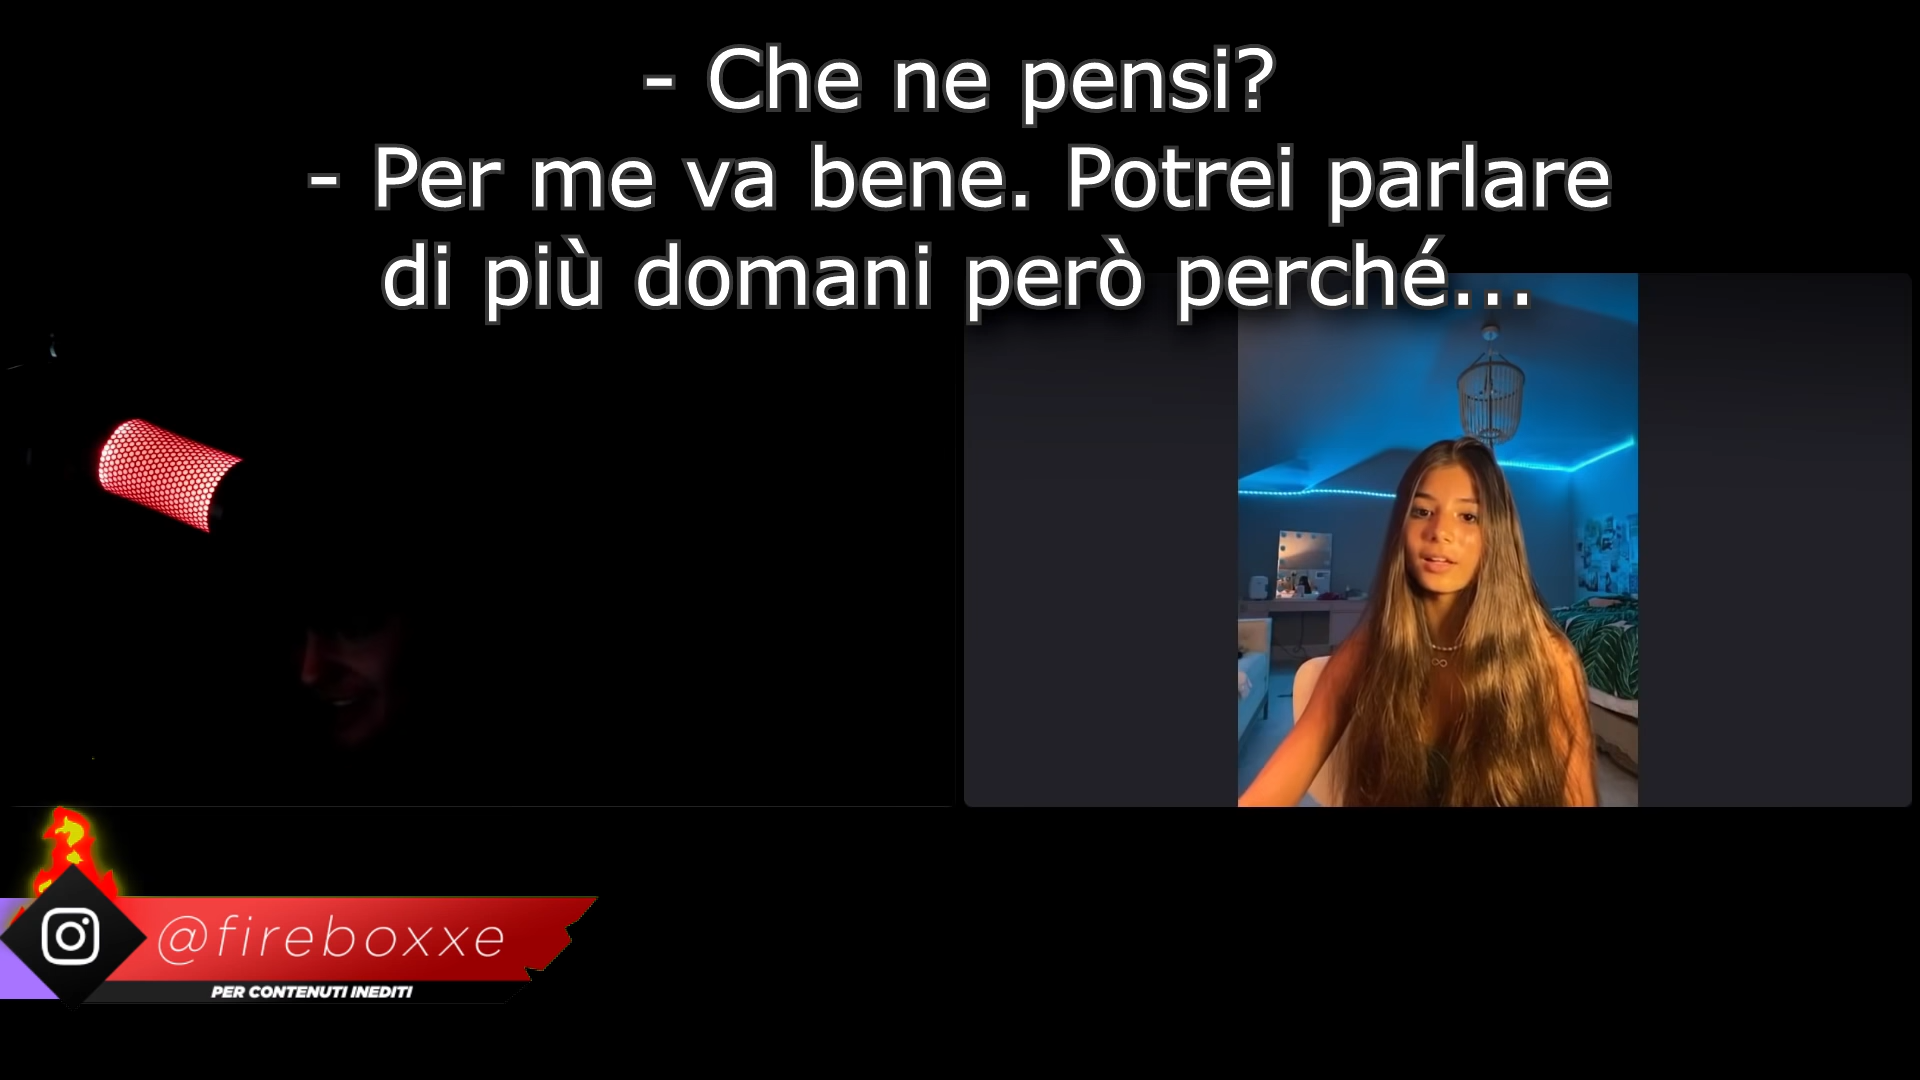 - Che ne pensi?
- Per me va bene. Potrei parlare
di più domani però perché...
@fireboxxe
PER CONTENUTI INEDITI